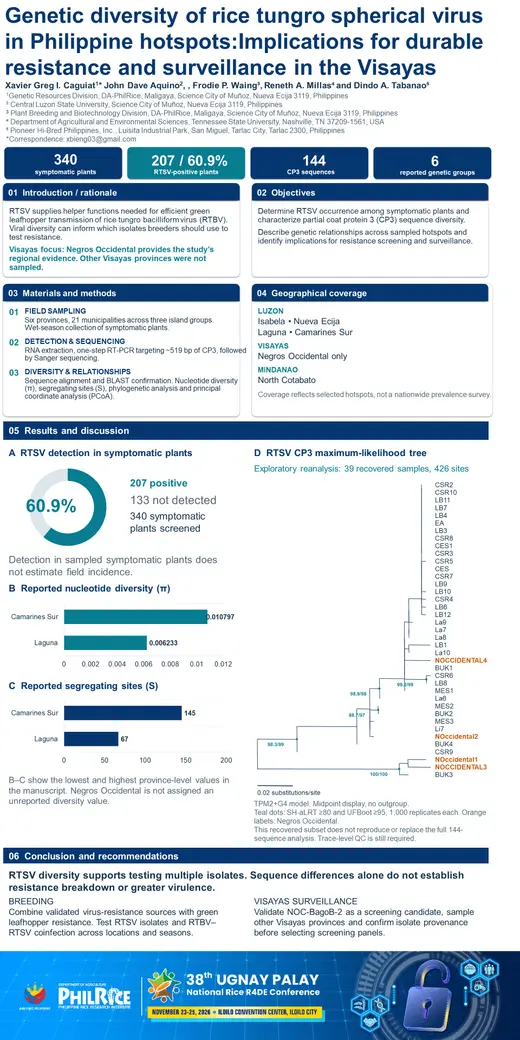 Genetic diversity of rice tungro spherical virus
in Philippine hotspots:Implications for durable
resistance and surveillance in the Visayas
Xavier Greg I. Caguiat¹* John Dave Aquino², , Frodie P. Waing³, Reneth A. Millas⁴ and Dindo A. Tabanao⁵
¹Genetic Resources Division, DA-PhilRice, Maligaya, Science City of Muñoz, Nueva Ecija 3119, Philippines
² Central Luzon State University, Science City of Muñoz, Nueva Ecija 3119, Philippines
³ Plant Breeding and Biotechnology Division, DA-PhilRice, Maligaya. Science City of Muñoz, Nueva Ecija 3119, Philippines
⁴ Department of Agricultural and Environmental Sciences, Tennessee State University, Nashville, TN 37209-1561; USA
⁵ Pioneer Hi-Bred Philippines, Inc., Luisita Industrial Park, San Miguel, Tarlac City, Tarlac 2300, Philippines
*Correspondence: xbieng03@gmail.com
340
symptomatic plants
207 / 60.9%
RTSV-positive plants
144
CP3 sequences
6
reported genetic groups
01 Introduction / rationale
RTSV supplies helper functions needed for efficient green
leafhopper transmission of rice tungro bacilliform virus (RTBV).
Viral diversity can inform which isolates breeders should use to
test resistance.
Visayas focus: Negros Occidental provides the study's
regional evidence. Other Visayas provinces were not
sampled.
02 Objectives
Determine RTSV occurrence among symptomatic plants and
characterize partial coat protein 3 (CP3) sequence diversity.
Describe genetic relationships across sampled hotspots and
identify implications for resistance screening and surveillance.
03 Materials and methods
01 FIELD SAMPLING
Six provinces, 21 municipalities across three island groups.
Wet-season collection of symptomatic plants.
02 DETECTION & SEQUENCING
RNA extraction, one-step RT-PCR targeting ~519 bp of CP3, followed
by Sanger sequencing.
03 DIVERSITY & RELATIONSHIPS
Sequence alignment and BLAST confirmation. Nucleotide diversity
(π), segregating sites (S), phylogenetic analysis and principal
coordinate analysis (PCoA).
04 Geographical coverage
LUZON
Isabela • Nueva Ecija
Laguna • Camarines Sur
VISAYAS
Negros Occidental only
MINDANAO
North Cotabato
Coverage reflects selected hotspots, not a nationwide prevalence survey.
05 Results and discussion
A RTSV detection in symptomatic plants
60.9%
207 positive
133 not detected
340 symptomatic
plants screened
Detection in sampled symptomatic plants does
not estimate field incidence.
B Reported nucleotide diversity (π)
Camarines Sur
0.010797
Laguna
0.006233
0 0.002 0.004 0.006 0.008 0.01 0.012
C Reported segregating sites (S)
Camarines Sur
145
Laguna
67
0 50 100 150 200
B–C show the lowest and highest province-level values in
the manuscript. Negros Occidental is not assigned an
unreported diversity value.
D RTSV CP3 maximum-likelihood tree
Exploratory reanalysis: 39 recovered samples, 426 sites
CSR2
CSR10
LB11
LB7
LB4
EA
LB3
CSR8
CES1
CSR3
CSR5
CES
CSR7
LB9
LB10
CSR4
LB6
LB12
La9
La7
La8
LB1
La10
NOCCIDENTAL4
BUK1
CSR6
LB8
MES1
La6
MES2
BUK2
MES3
Li7
NOccidental2
BUK4
CSR9
NOccidental1
NOCCIDENTAL3
BUK3
98.3/99
100/100
0.02 substitutions/site
TPM2+G4 model. Midpoint display, no outgroup.
Teal dots: SH-aLRT ≥80 and UFBoot ≥95, 1,000 replicates each. Orange
labels: Negros Occidental.
This recovered subset does not reproduce or replace the full 144-
sequence analysis. Trace-level QC is still required.
06 Conclusion and recommendations
RTSV diversity supports testing multiple isolates. Sequence differences alone do not establish
resistance breakdown or greater virulence.
BREEDING
Combine validated virus-resistance sources with green
leafhopper resistance. Test RTSV isolates and RTBV–
RTSV coinfection across locations and seasons.
VISAYAS SURVEILLANCE
Validate NOC-BagoB-2 as a screening candidate, sample
other Visayas provinces and confirm isolate provenance
before selecting screening panels.
DEPARTMENT OF AGRICULTURE
PHILRICE
PHILIPPINE RICE RESEARCH INSTITUTE
38th UGNAY PALAY
National Rice R4DE Conference
NOVEMBER 23-25, 2026 • ILOILO CONVENTION CENTER, ILOILO CITY